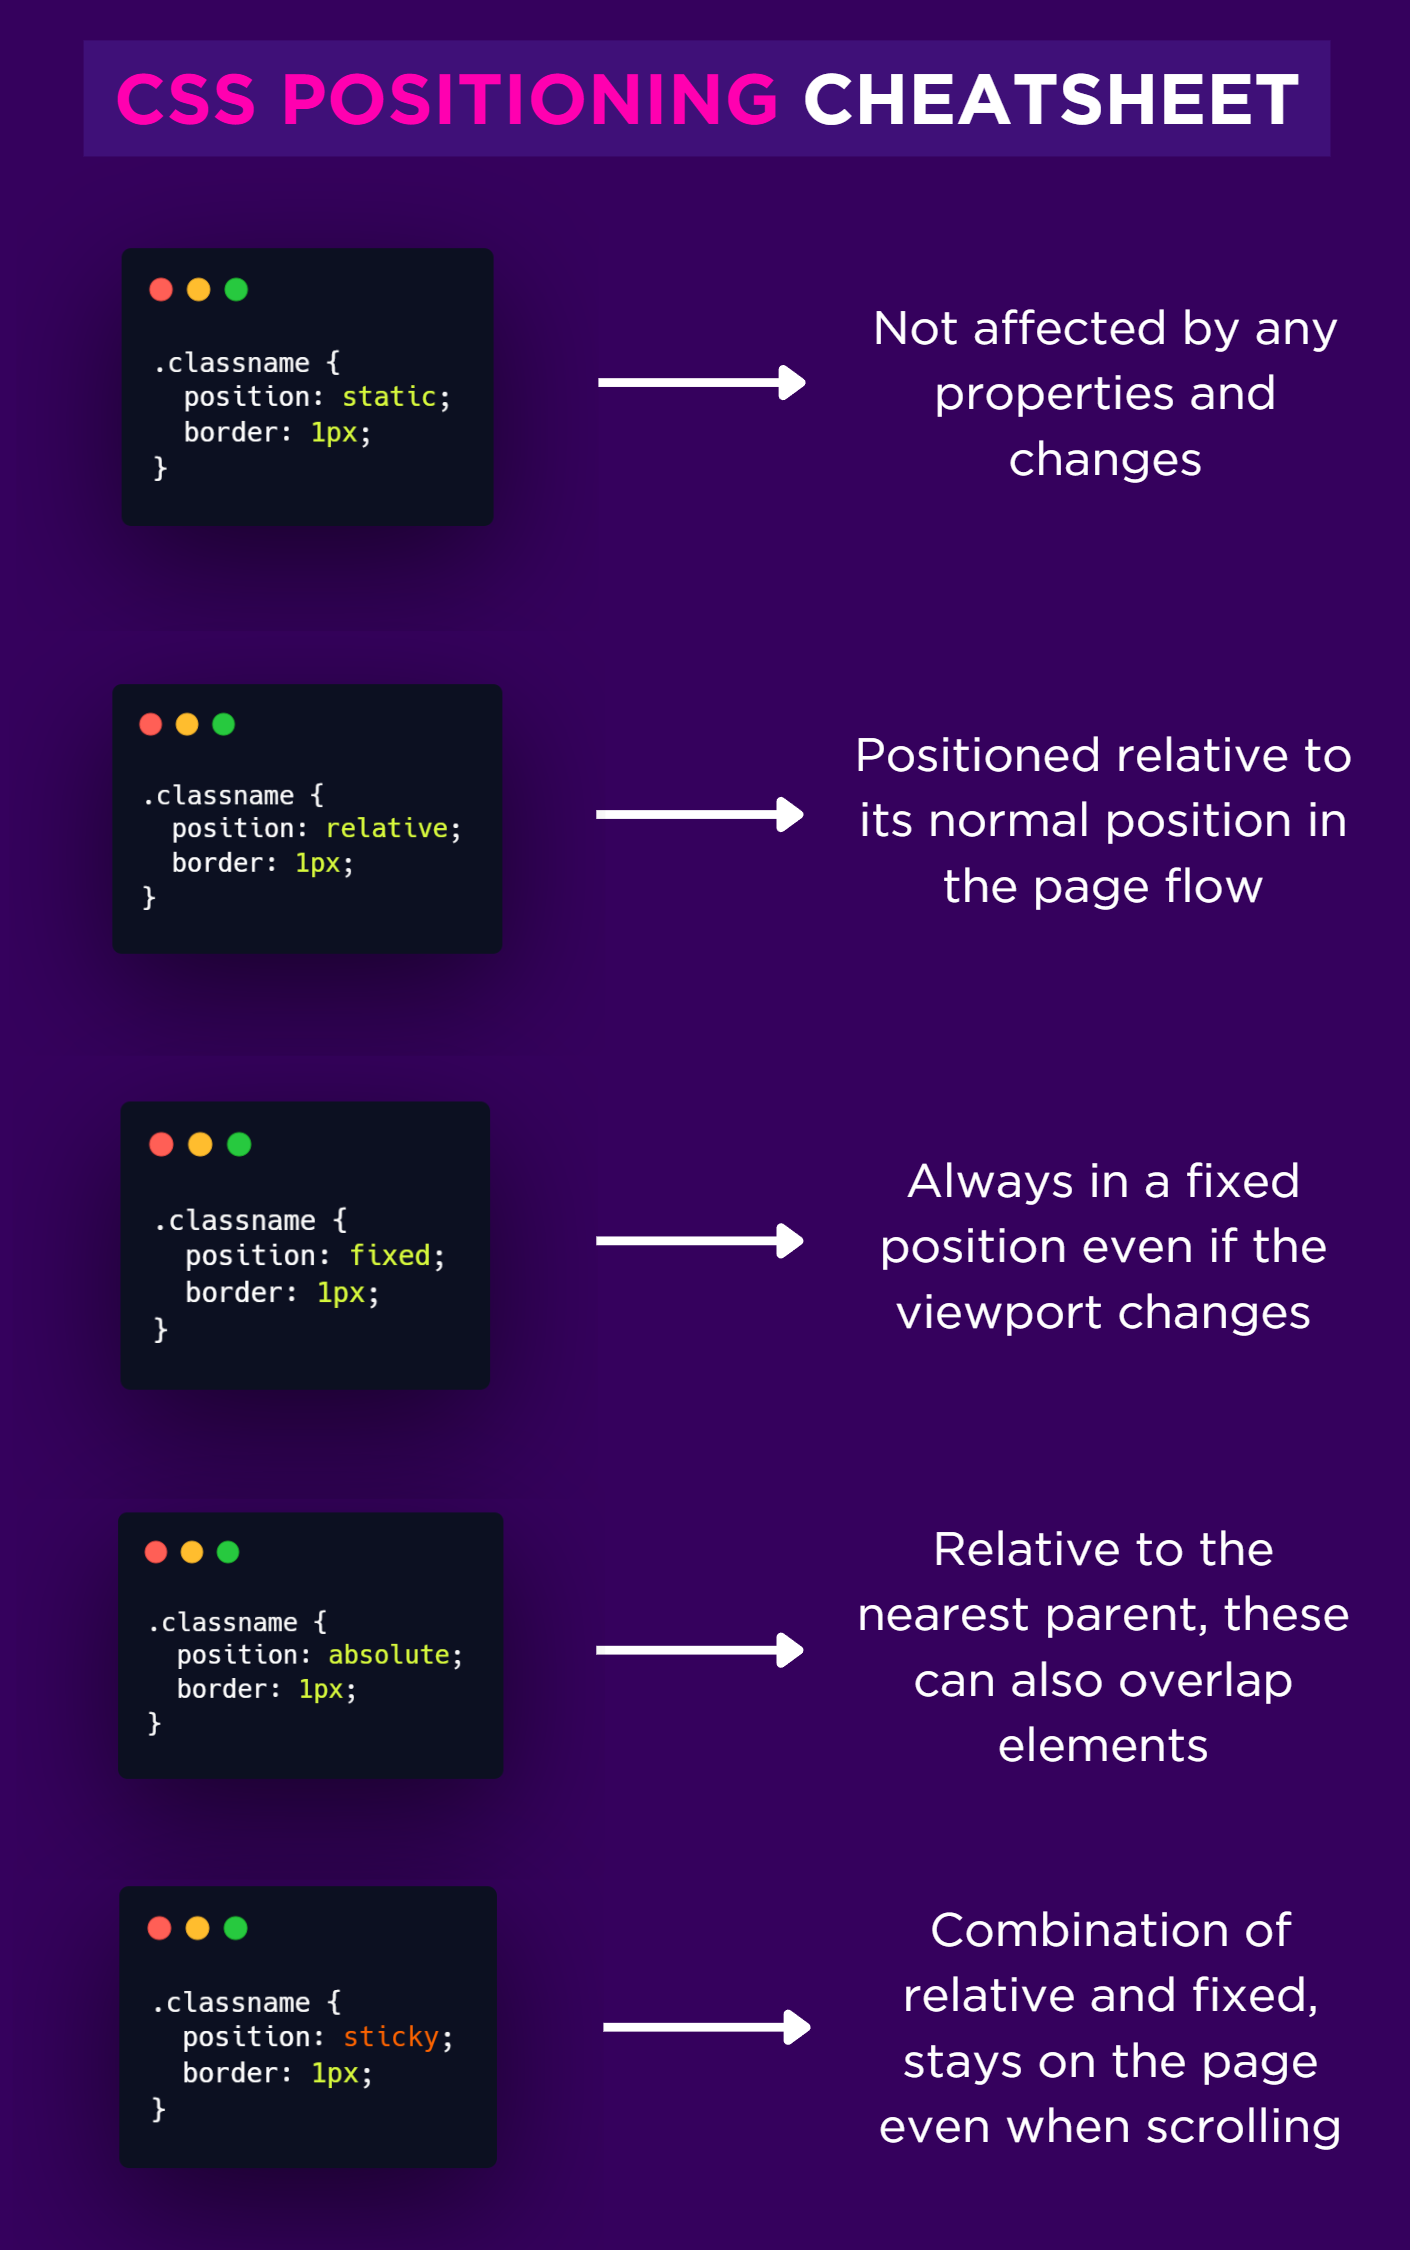 CSS POSITIONING CHEATSHEET
.classname {
position: static;
border: 1px;
}
Not affected by any
properties and
changes
.classname {
position: relative;
border: 1px;
}
Positioned relative to
its normal position in
the page flow
.classname {
position: fixed;
border: 1px;
}
Always in a fixed
position even if the
viewport changes
.classname {
position: absolute;
border: 1px;
}
Relative to the
nearest parent, these
can also overlap
elements
.classname {
position: sticky;
border: 1px;
}
Combination of
relative and fixed,
stays on the page
even when scrolling